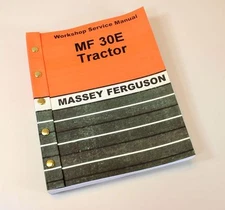 Workshop Service Manual
MF 30E
Tractor
MASSEY FERGUSON